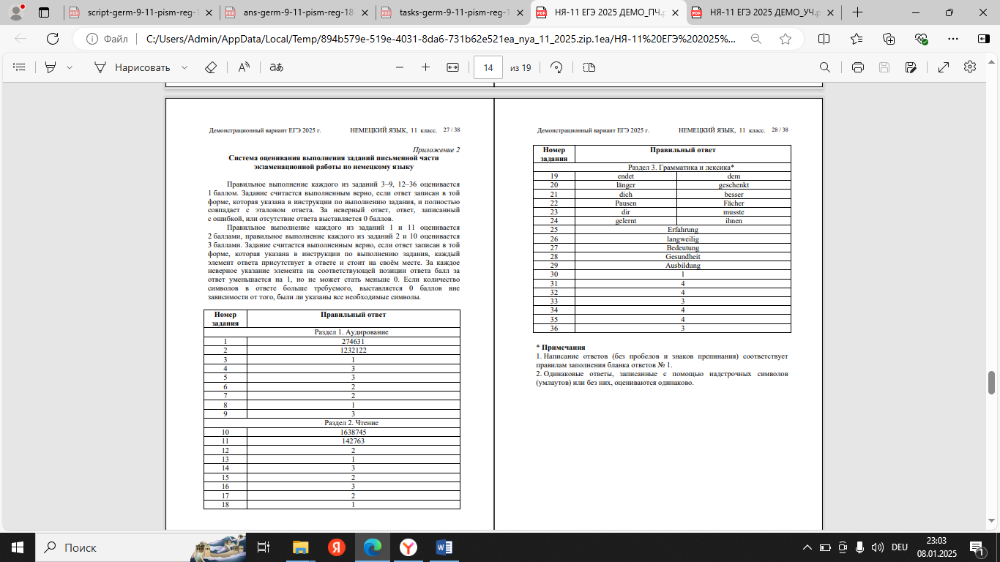 script-germ-9-11-pism-reg-1
ans-germ-9-11-pism-reg-18
tasks-germ-9-11-pism-reg-1
НЯ-11 ЕГЭ 2025 ДЕМО_ПЧ.p
НЯ-11 ЕГЭ 2025 ДЕМО_УЧ.p
Файл
C:/Users/Admin/AppData/Local/Temp/894b579e-519e-4031-8da6-731b62e521ea_nya_11_2025.zip.1ea/НЯ-11%20ЕГЭ%202025%...
Нарисовать
14 из 19
Демонстрационный вариант ЕГЭ 2025 г. НЕМЕЦКИЙ ЯЗЫК, 11 класс. 27 / 38
Приложение 2
Система оценивания выполнения заданий письменной части
экзаменационной работы по немецкому языку
Правильное выполнение каждого из заданий 3–9, 12–36 оценивается
1 баллом. Задание считается выполненным верно, если ответ записан в той
форме, которая указана в инструкции по выполнению задания, и полностью
совпадает с эталоном ответа. За неверный ответ, ответ, записанный
с ошибкой, или отсутствие ответа выставляется 0 баллов.
Правильное выполнение каждого из заданий 1 и 11 оценивается
2 баллами, правильное выполнение каждого из заданий 2 и 10 оценивается
3 баллами. Задание считается выполненным верно, если ответ записан в той
форме, которая указана в инструкции по выполнению задания, каждый
элемент ответа присутствует в ответе и стоит на своём месте. За каждое
неверное указание элемента на соответствующей позиции ответа балл за
ответ уменьшается на 1, но не может стать меньше 0. Если количество
символов в ответе больше требуемого, выставляется 0 баллов вне
зависимости от того, были ли указаны все необходимые символы.
Номер задания Правильный ответ
Раздел 1. Аудирование
1 274631
2 1232122
3 1
4 3
5 3
6 2
7 2
8 1
9 3
Раздел 2. Чтение
10 1638745
11 142763
12 2
13 1
14 3
15 2
16 3
17 2
18 1
Демонстрационный вариант ЕГЭ 2025 г. НЕМЕЦКИЙ ЯЗЫК, 11 класс. 28 / 38
Номер задания Правильный ответ
Раздел 3. Грамматика и лексика*
19 endet dem
20 länger geschenkt
21 dich besser
22 Pausen Fächer
23 dir musste
24 gelernt ihnen
25 Erfahrung
26 langweilig
27 Bedeutung
28 Gesundheit
29 Ausbildung
30 1
31 4
32 4
33 3
34 4
35 4
36 3
* Примечания
1. Написание ответов (без пробелов и знаков препинания) соответствует
правилам заполнения бланка ответов № 1.
2. Одинаковые ответы, записанные с помощью надстрочных символов
(умлаутов) или без них, оцениваются одинаково.
Поиск
DEU
23:03
08.01.2025